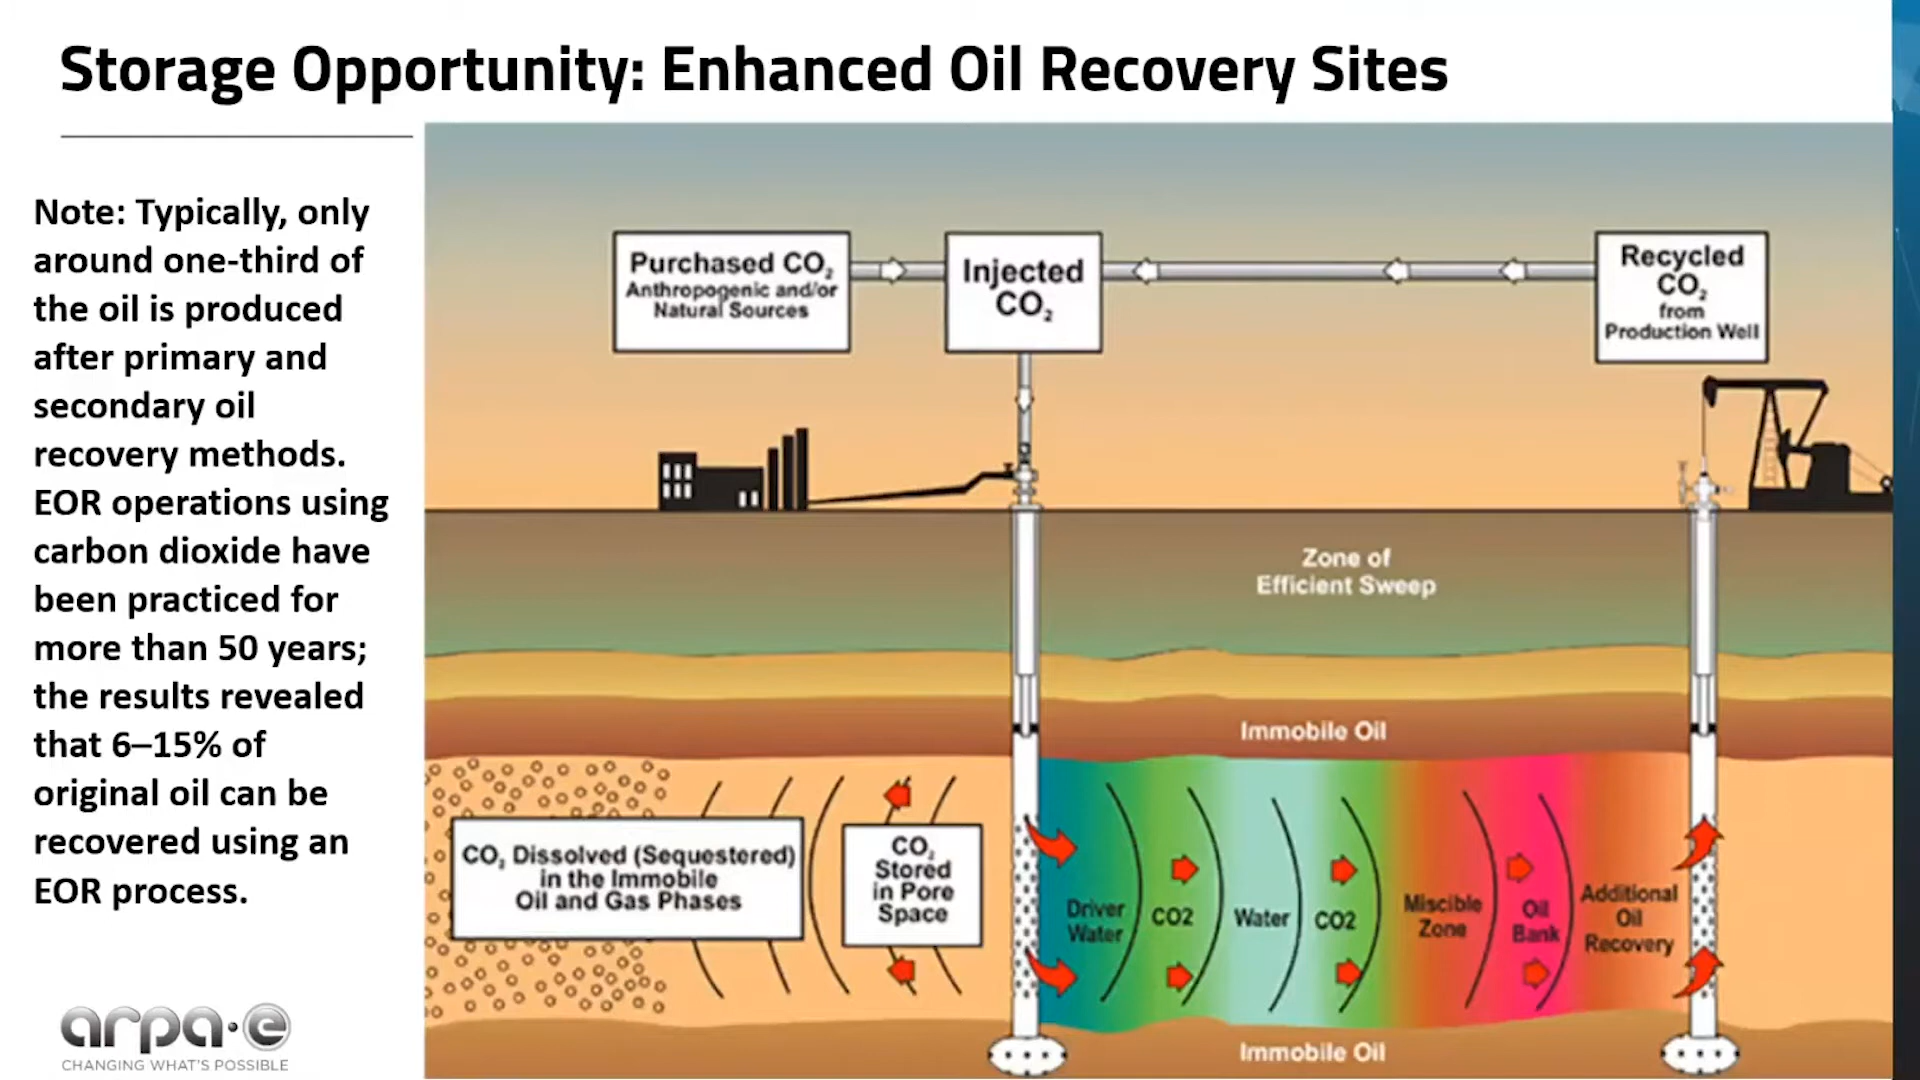 Storage Opportunity: Enhanced Oil Recovery Sites
Note: Typically, only
around one-third of
the oil is produced
after primary and
secondary oil
recovery methods.
EOR operations using
carbon dioxide have
been practiced for
more than 50 years;
the results revealed
that 6–15% of
original oil can be
recovered using an
EOR process.
Purchased CO₂
Anthropogenic and/or
Natural Sources
Injected
CO₂
Recycled
CO₂
from
Production Well
Zone of
Efficient Sweep
Immobile Oil
CO₂ Dissolved (Sequestered)
in the Immobile
Oil and Gas Phases
CO₂
Stored
in Pore
Space
Driver
Water
CO2
Water
CO2
Miscible
Zone
Oil
Bank
Additional
Oil
Recovery
Immobile Oil
arpa·e
CHANGING WHAT'S POSSIBLE